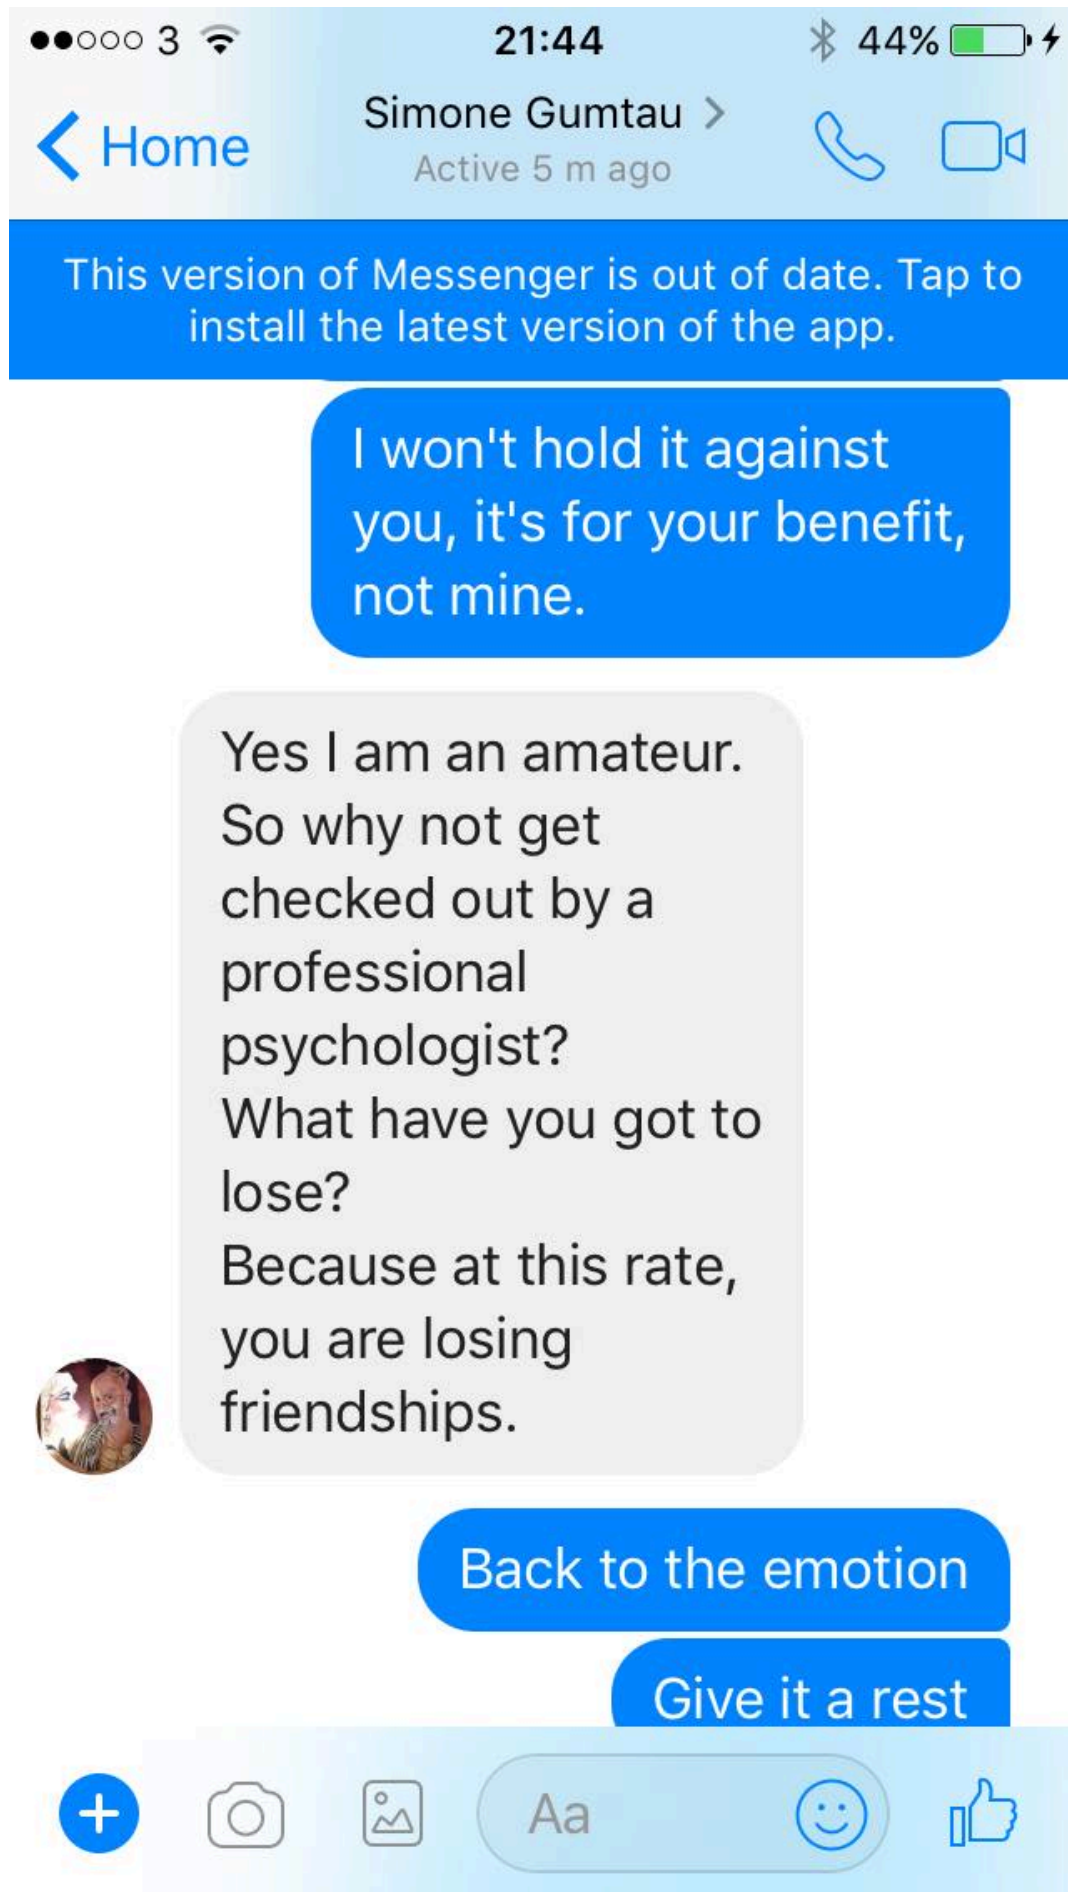 3 21:44 44%
Simone Gumtau
Home
Active 5 m ago
This version of Messenger is out of date. Tap to
install the latest version of the app.
I won't hold it against
you, it's for your benefit,
not mine.
Yes I am an amateur.
So why not get
checked out by a
professional
psychologist?
What have you got to
lose?
Because at this rate,
you are losing
friendships.
Back to the emotion
Give it a rest
Aa